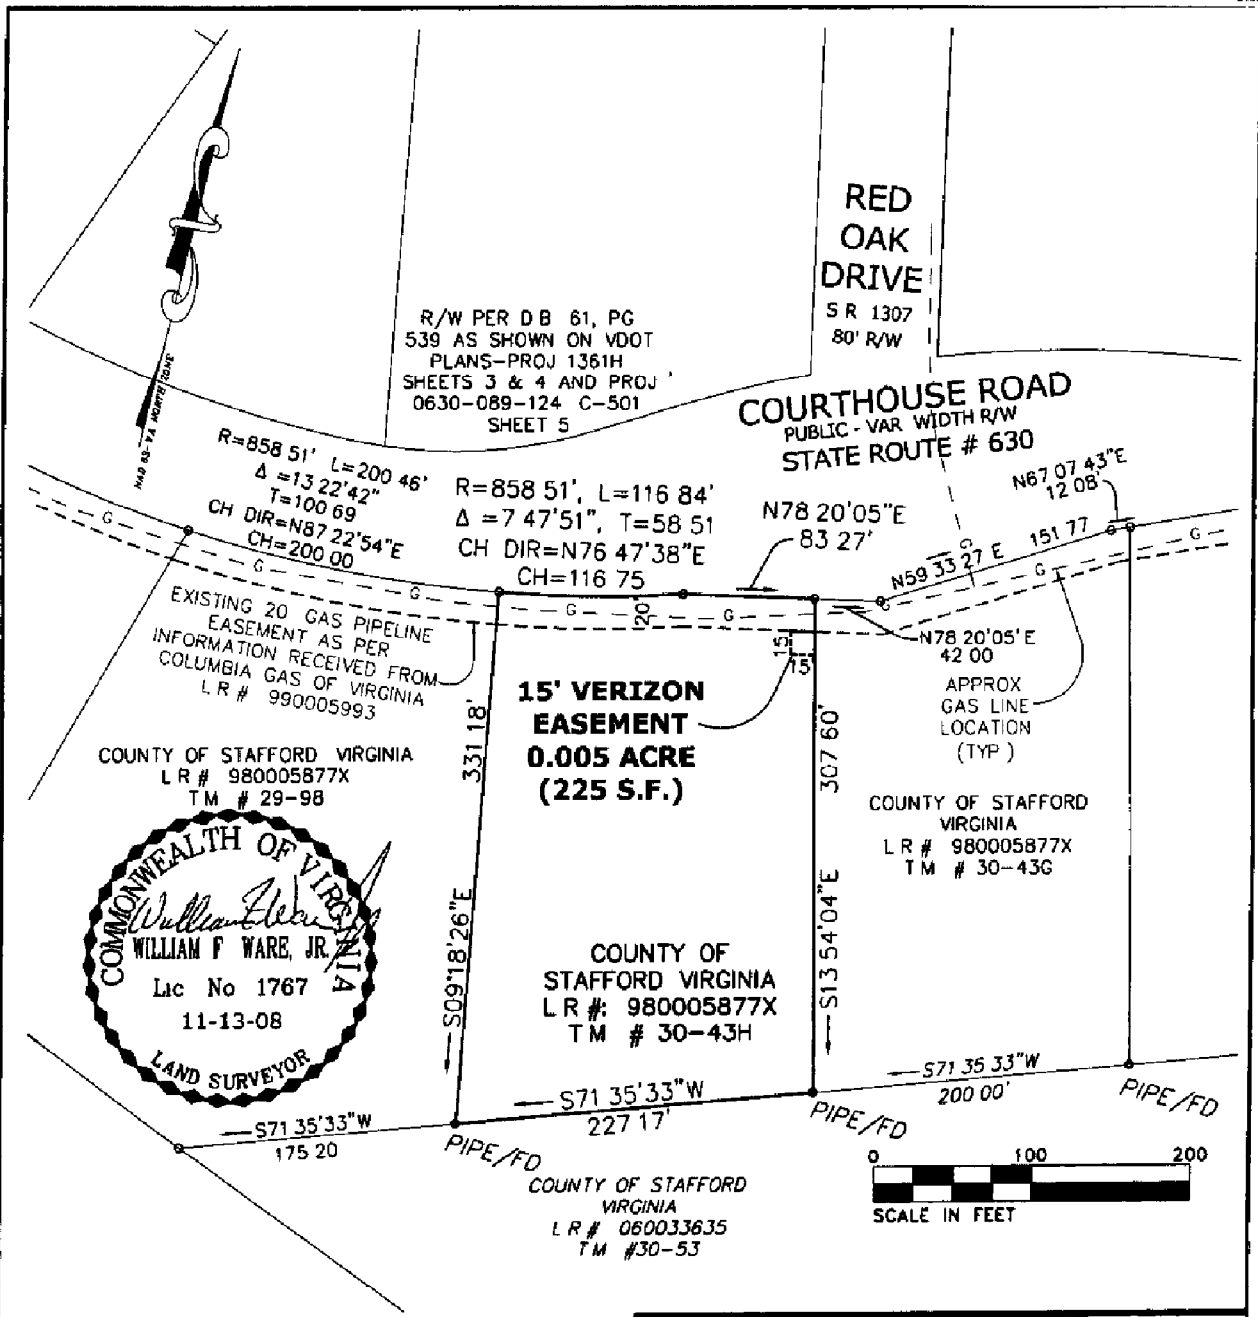 RED
OAK
DRIVE
S R 1307
80' R/W
R/W PER D B 61, PG
539 AS SHOWN ON VDOT
PLANS-PROJ 1361H
SHEETS 3 & 4 AND PROJ
0630-089-124 C-501
SHEET 5
COURTHOUSE ROAD
PUBLIC - VAR WIDTH R/W
STATE ROUTE # 630
NAD 83-VA NORTH ZONE
R=858 51' L=200 46'
Δ =13 22'42"
T=100 69
CH DIR=N87 22'54"E
CH=200 00
R=858 51', L=116 84'
Δ =7 47'51", T=58 51
CH DIR=N76 47'38"E
CH=116 75
N78 20'05"E
83 27'
N67 07 43"E
12 08'
N59 33 27 E 151 77
G G G G G G G G G
20'
EXISTING 20 GAS PIPELINE
EASEMENT AS PER
INFORMATION RECEIVED FROM
COLUMBIA GAS OF VIRGINIA
L R # 990005993
15
15'
N78 20'05"E
42 00
APPROX
GAS LINE
LOCATION
(TYP )
15' VERIZON
EASEMENT
0.005 ACRE
(225 S.F.)
331 18'
S09°18'26"E
307 60'
S13 54'04"E
COUNTY OF STAFFORD VIRGINIA
L R # 980005877X
T M # 29-98
COUNTY OF STAFFORD
VIRGINIA
L R # 980005877X
T M # 30-43G
COMMONWEALTH OF VIRGINIA
William F Ware
WILLIAM F WARE, JR.
Lic No 1767
11-13-08
LAND SURVEYOR
COUNTY OF
STAFFORD VIRGINIA
L R #: 980005877X
T M # 30-43H
S71 35'33"W
175 20
S71 35'33"W
227 17'
S71 35 33"W
200 00'
PIPE/FD
PIPE/FD
PIPE/FD
COUNTY OF STAFFORD
VIRGINIA
L R # 060033635
T M #30-53
0 100 200
SCALE IN FEET